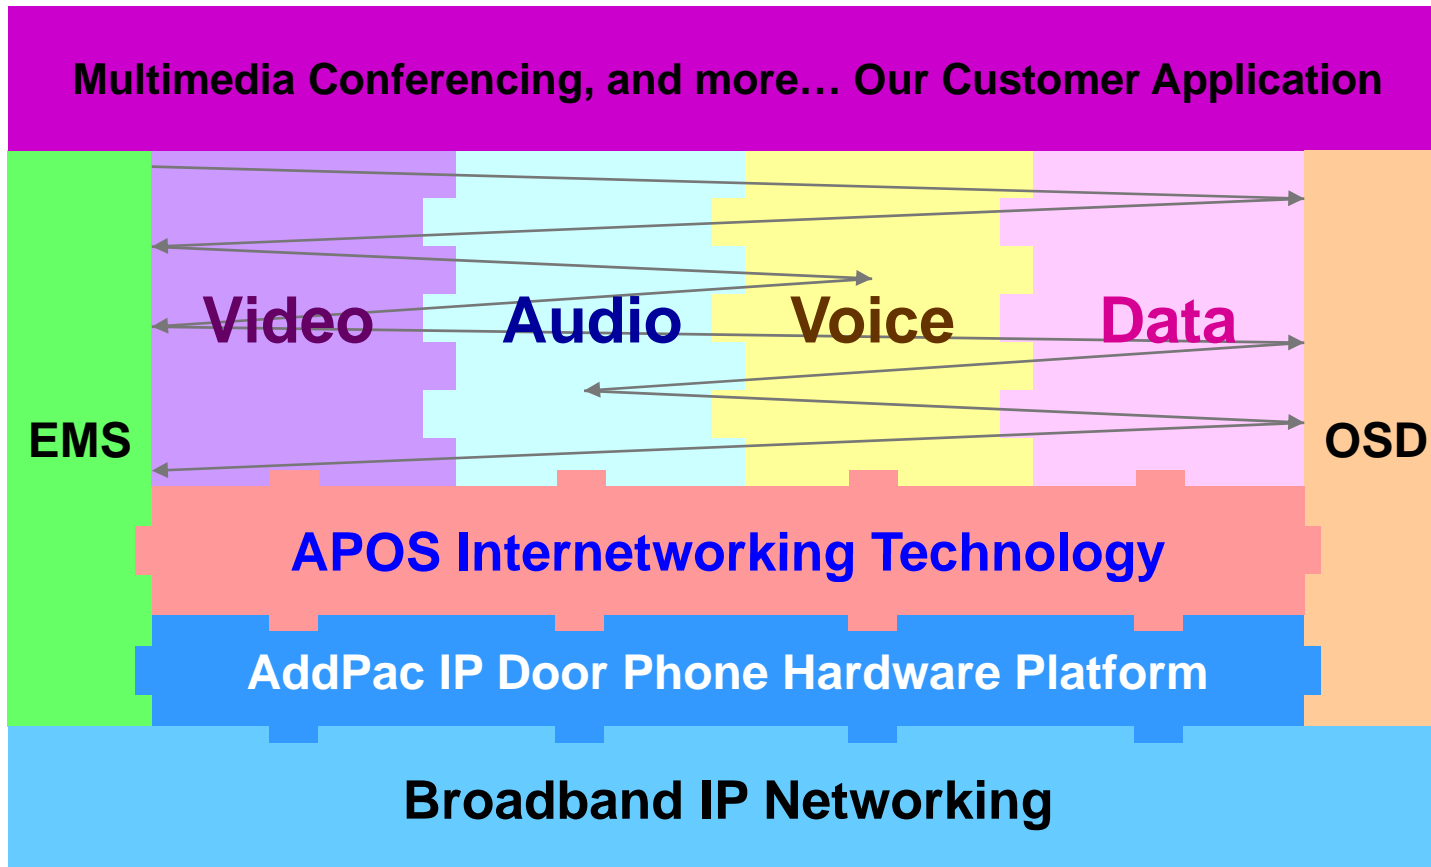 Multimedia Conferencing, and more… Our Customer Application
Video Audio Voice Data
EMS
OSD
APOS Internetworking Technology
AddPac IP Door Phone Hardware Platform
Broadband IP Networking